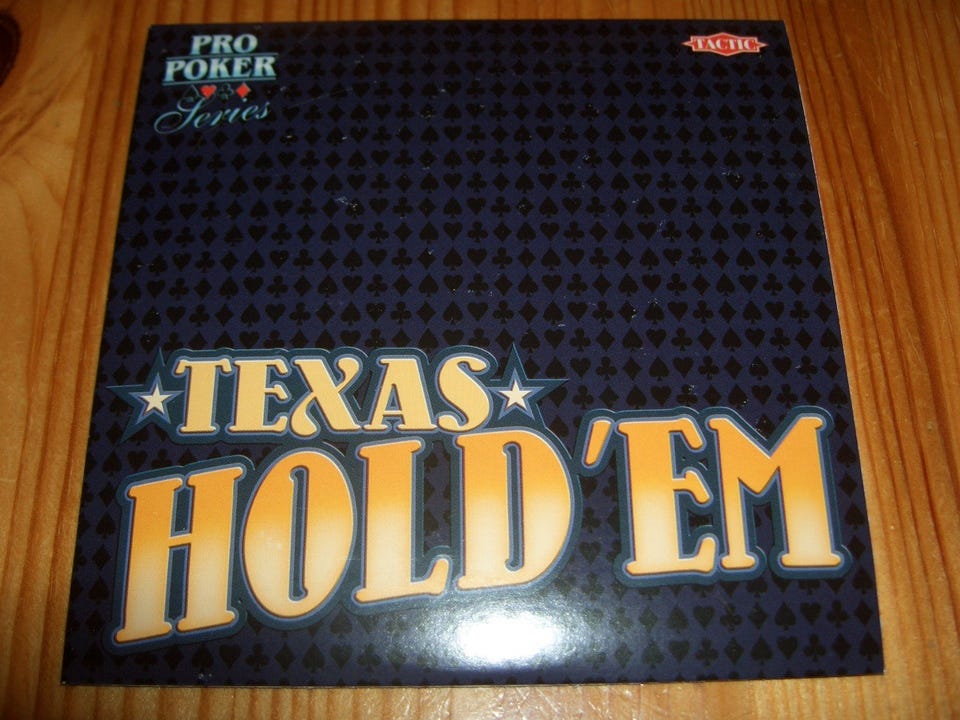 PRO
POKER
Series
TACTIC
TEXAS
HOLD'EM